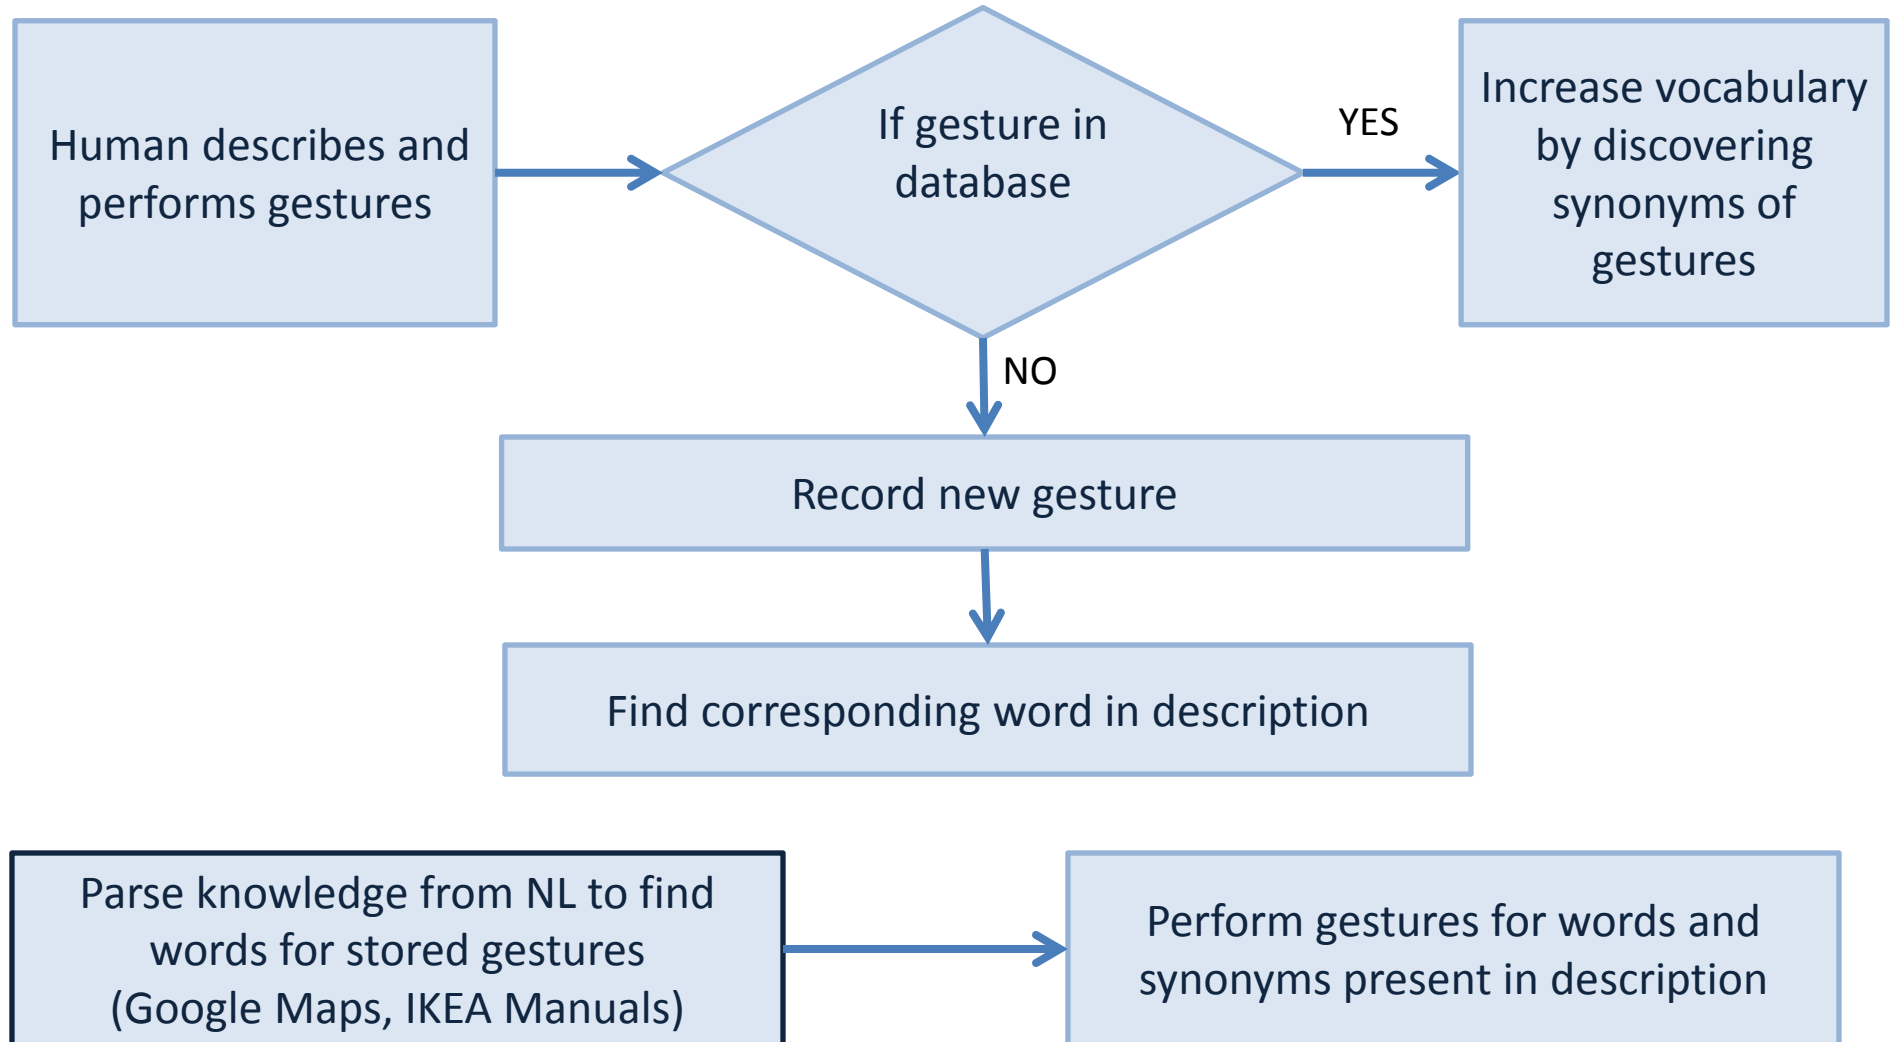 Human describes and
performs gestures
If gesture in
database
YES
Increase vocabulary
by discovering
synonyms of
gestures
NO
Record new gesture
Find corresponding word in description
Parse knowledge from NL to find
words for stored gestures
(Google Maps, IKEA Manuals)
Perform gestures for words and
synonyms present in description